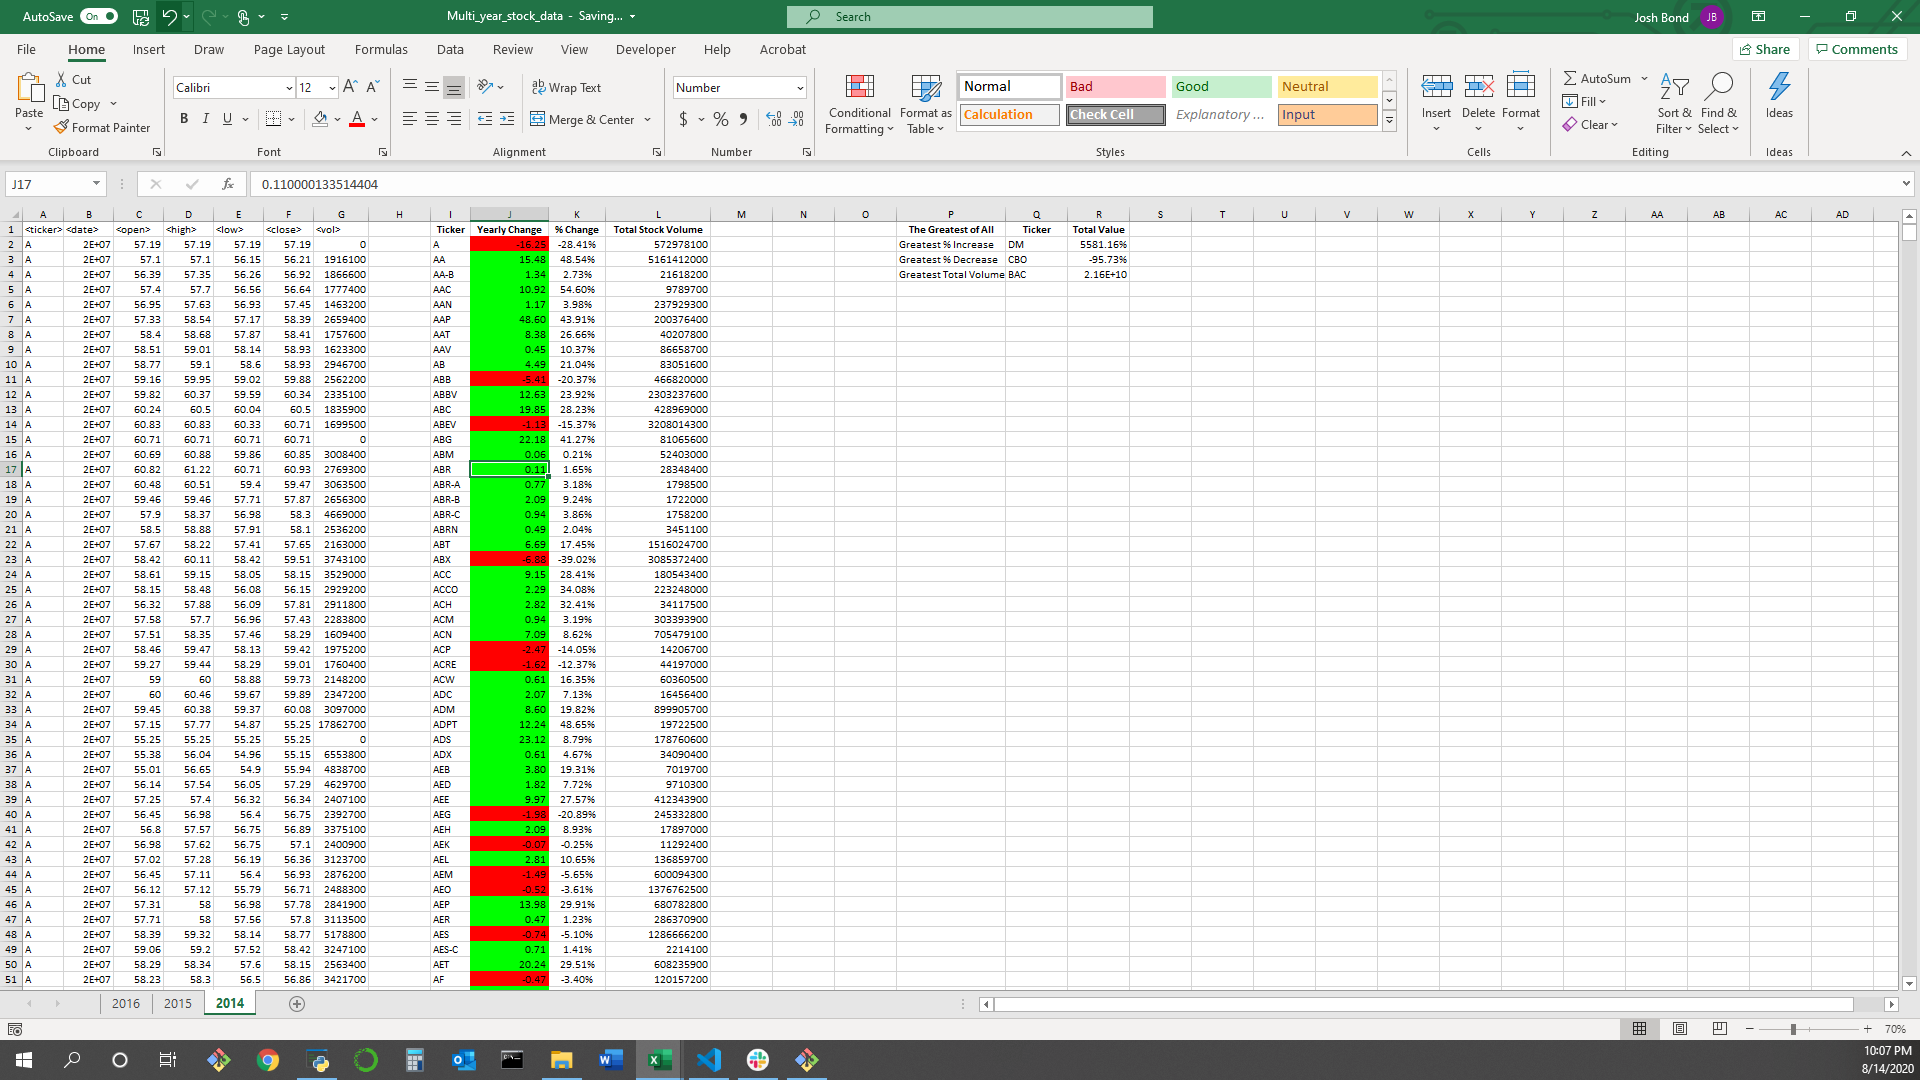 AutoSave On Multi_year_stock_data - Saving... Search Josh Bond JB
File Home Insert Draw Page Layout Formulas Data Review View Developer Help Acrobat Share Comments
Paste Cut Copy Format Painter Clipboard
Calibri 12 B I U A Font
Wrap Text Merge & Center Alignment
Number $ % Number
Conditional Formatting Format as Table
Normal Bad Good Neutral
Calculation Check Cell Explanatory ... Input
Styles
Insert Delete Format Cells
AutoSum Fill Clear Sort & Filter Find & Select Editing
Ideas Ideas
J17 fx 0.110000133514404
A B C D E F G H I J K L M N O P Q R S T U V W X Y Z AA AB AC AD
1 <ticker> <date> <open> <high> <low> <close> <vol> Ticker Yearly Change % Change Total Stock Volume The Greatest of All Ticker Total Value
2 A 2E+07 57.19 57.19 57.19 57.19 0 A -16.25 -28.41% 572978100 Greatest % Increase DM 5581.16%
3 A 2E+07 57.1 57.1 56.15 56.21 1916100 AA 15.48 48.54% 5161412000 Greatest % Decrease CBO -95.73%
4 A 2E+07 56.39 57.35 56.26 56.92 1866600 AA-B 1.34 2.73% 21618200 Greatest Total Volume BAC 2.16E+10
5 A 2E+07 57.4 57.7 56.56 56.64 1777400 AAC 10.92 54.60% 9789700
6 A 2E+07 56.95 57.63 56.93 57.45 1463200 AAN 1.17 3.98% 237929300
7 A 2E+07 57.33 58.54 57.17 58.39 2659400 AAP 48.60 43.91% 200376400
8 A 2E+07 58.4 58.68 57.87 58.41 1757600 AAT 8.38 26.66% 40207800
9 A 2E+07 58.51 59.01 58.14 58.93 1623300 AAV 0.45 10.37% 86658700
10 A 2E+07 58.77 59.1 58.6 58.93 2946700 AB 4.49 21.04% 83051600
11 A 2E+07 59.16 59.95 59.02 59.88 2562200 ABB -5.41 -20.37% 466820000
12 A 2E+07 59.82 60.37 59.59 60.34 2335100 ABBV 12.63 23.92% 2303237600
13 A 2E+07 60.24 60.5 60.04 60.5 1835900 ABC 19.85 28.23% 428969000
14 A 2E+07 60.83 60.83 60.33 60.71 1699500 ABEV -1.13 -15.37% 3208014300
15 A 2E+07 60.71 60.71 60.71 60.71 0 ABG 22.18 41.27% 81065600
16 A 2E+07 60.69 60.88 59.86 60.85 3008400 ABM 0.06 0.21% 52403000
17 A 2E+07 60.82 61.22 60.71 60.93 2769300 ABR 0.11 1.65% 28348400
18 A 2E+07 60.48 60.51 59.4 59.47 3063500 ABR-A 0.77 3.18% 1798500
19 A 2E+07 59.46 59.46 57.71 57.87 2656300 ABR-B 2.09 9.24% 1722000
20 A 2E+07 57.9 58.37 56.98 58.3 4669000 ABR-C 0.94 3.86% 1758200
21 A 2E+07 58.5 58.88 57.91 58.1 2536200 ABRN 0.49 2.04% 3451100
22 A 2E+07 57.67 58.22 57.41 57.65 2163000 ABT 6.69 17.45% 1516024700
23 A 2E+07 58.42 60.11 58.42 59.51 3743100 ABX -6.88 -39.02% 3085372400
24 A 2E+07 58.61 59.15 58.05 58.15 3529000 ACC 9.15 28.41% 180543400
25 A 2E+07 58.15 58.48 56.08 56.15 2929200 ACCO 2.29 34.08% 223248000
26 A 2E+07 56.32 57.88 56.09 57.81 2911800 ACH 2.82 32.41% 34117500
27 A 2E+07 57.58 57.7 56.96 57.43 2283800 ACM 0.94 3.19% 303393900
28 A 2E+07 57.51 58.35 57.46 58.29 1609400 ACN 7.09 8.62% 705479100
29 A 2E+07 58.46 59.47 58.13 59.42 1975200 ACP -2.47 -14.05% 14206700
30 A 2E+07 59.27 59.44 58.29 59.01 1760400 ACRE -1.62 -12.37% 44197000
31 A 2E+07 59 60 58.88 59.73 2148200 ACW 0.61 16.35% 60360500
32 A 2E+07 60 60.46 59.67 59.89 2347200 ADC 2.07 7.13% 16456400
33 A 2E+07 59.45 60.38 59.37 60.08 3097000 ADM 8.60 19.82% 899905700
34 A 2E+07 57.15 57.77 54.87 55.25 17862700 ADPT 12.24 48.65% 19722500
35 A 2E+07 55.25 55.25 55.25 55.25 0 ADS 23.12 8.79% 178760600
36 A 2E+07 55.38 56.04 54.96 55.15 6553800 ADX 0.61 4.67% 34090400
37 A 2E+07 55.01 56.65 54.9 55.94 4838700 AEB 3.80 19.31% 7019700
38 A 2E+07 56.14 57.54 56.05 57.29 4629700 AED 1.82 7.72% 9710300
39 A 2E+07 57.25 57.4 56.32 56.34 2407100 AEE 9.97 27.57% 412343900
40 A 2E+07 56.45 56.98 56.4 56.75 2392700 AEG -1.98 -20.89% 245332800
41 A 2E+07 56.8 57.57 56.75 56.89 3375100 AEH 2.09 8.93% 17897000
42 A 2E+07 56.98 57.62 56.75 57.1 2400900 AEK -0.07 -0.25% 11292400
43 A 2E+07 57.02 57.28 56.19 56.36 3123700 AEL 2.81 10.65% 136859700
44 A 2E+07 56.45 57.11 56.4 56.93 2876200 AEM -1.49 -5.65% 600094300
45 A 2E+07 56.12 57.12 55.79 56.71 2488300 AEO -0.52 -3.61% 1376762500
46 A 2E+07 57.31 58 56.98 57.78 2841900 AEP 13.98 29.91% 680782800
47 A 2E+07 57.71 58 57.56 57.8 3113500 AER 0.47 1.23% 286370900
48 A 2E+07 58.39 59.32 58.14 58.77 5178800 AES -0.74 -5.10% 1286666200
49 A 2E+07 59.06 59.2 57.52 58.42 3247100 AES-C 0.71 1.41% 2214100
50 A 2E+07 58.29 58.34 57.6 58.15 2563400 AET 20.24 29.51% 608235900
51 A 2E+07 58.23 58.3 56.5 56.86 3421700 AF -0.47 -3.40% 120157200
2016 2015 2014
70%
10:07 PM
8/14/2020